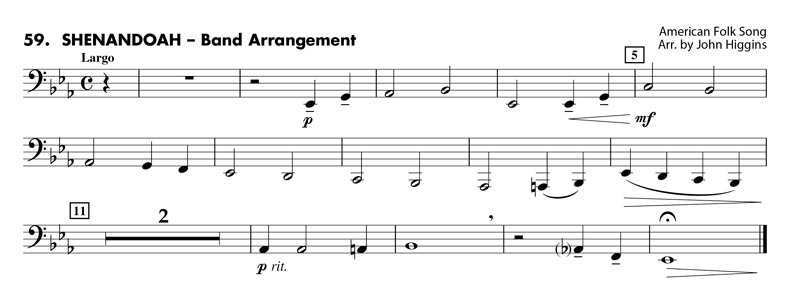 59. SHENANDOAH – Band Arrangement
American Folk Song
Arr. by John Higgins
Largo
5
p
mf
11
2
p rit.